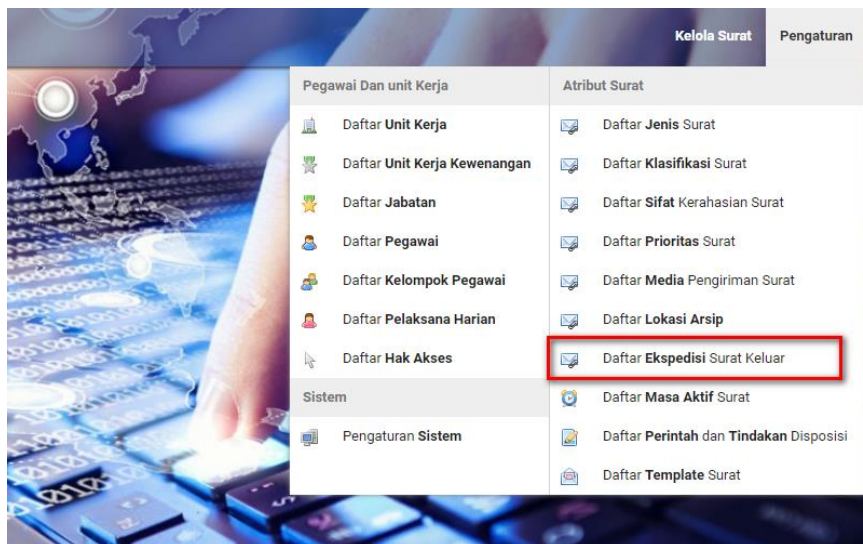 Kelola Surat
Pengaturan
Pegawai Dan unit Kerja
Daftar Unit Kerja
Daftar Unit Kerja Kewenangan
Daftar Jabatan
Daftar Pegawai
Daftar Kelompok Pegawai
Daftar Pelaksana Harian
Daftar Hak Akses
Sistem
Pengaturan Sistem
Atribut Surat
Daftar Jenis Surat
Daftar Klasifikasi Surat
Daftar Sifat Kerahasian Surat
Daftar Prioritas Surat
Daftar Media Pengiriman Surat
Daftar Lokasi Arsip
Daftar Ekspedisi Surat Keluar
Daftar Masa Aktif Surat
Daftar Perintah dan Tindakan Disposisi
Daftar Template Surat